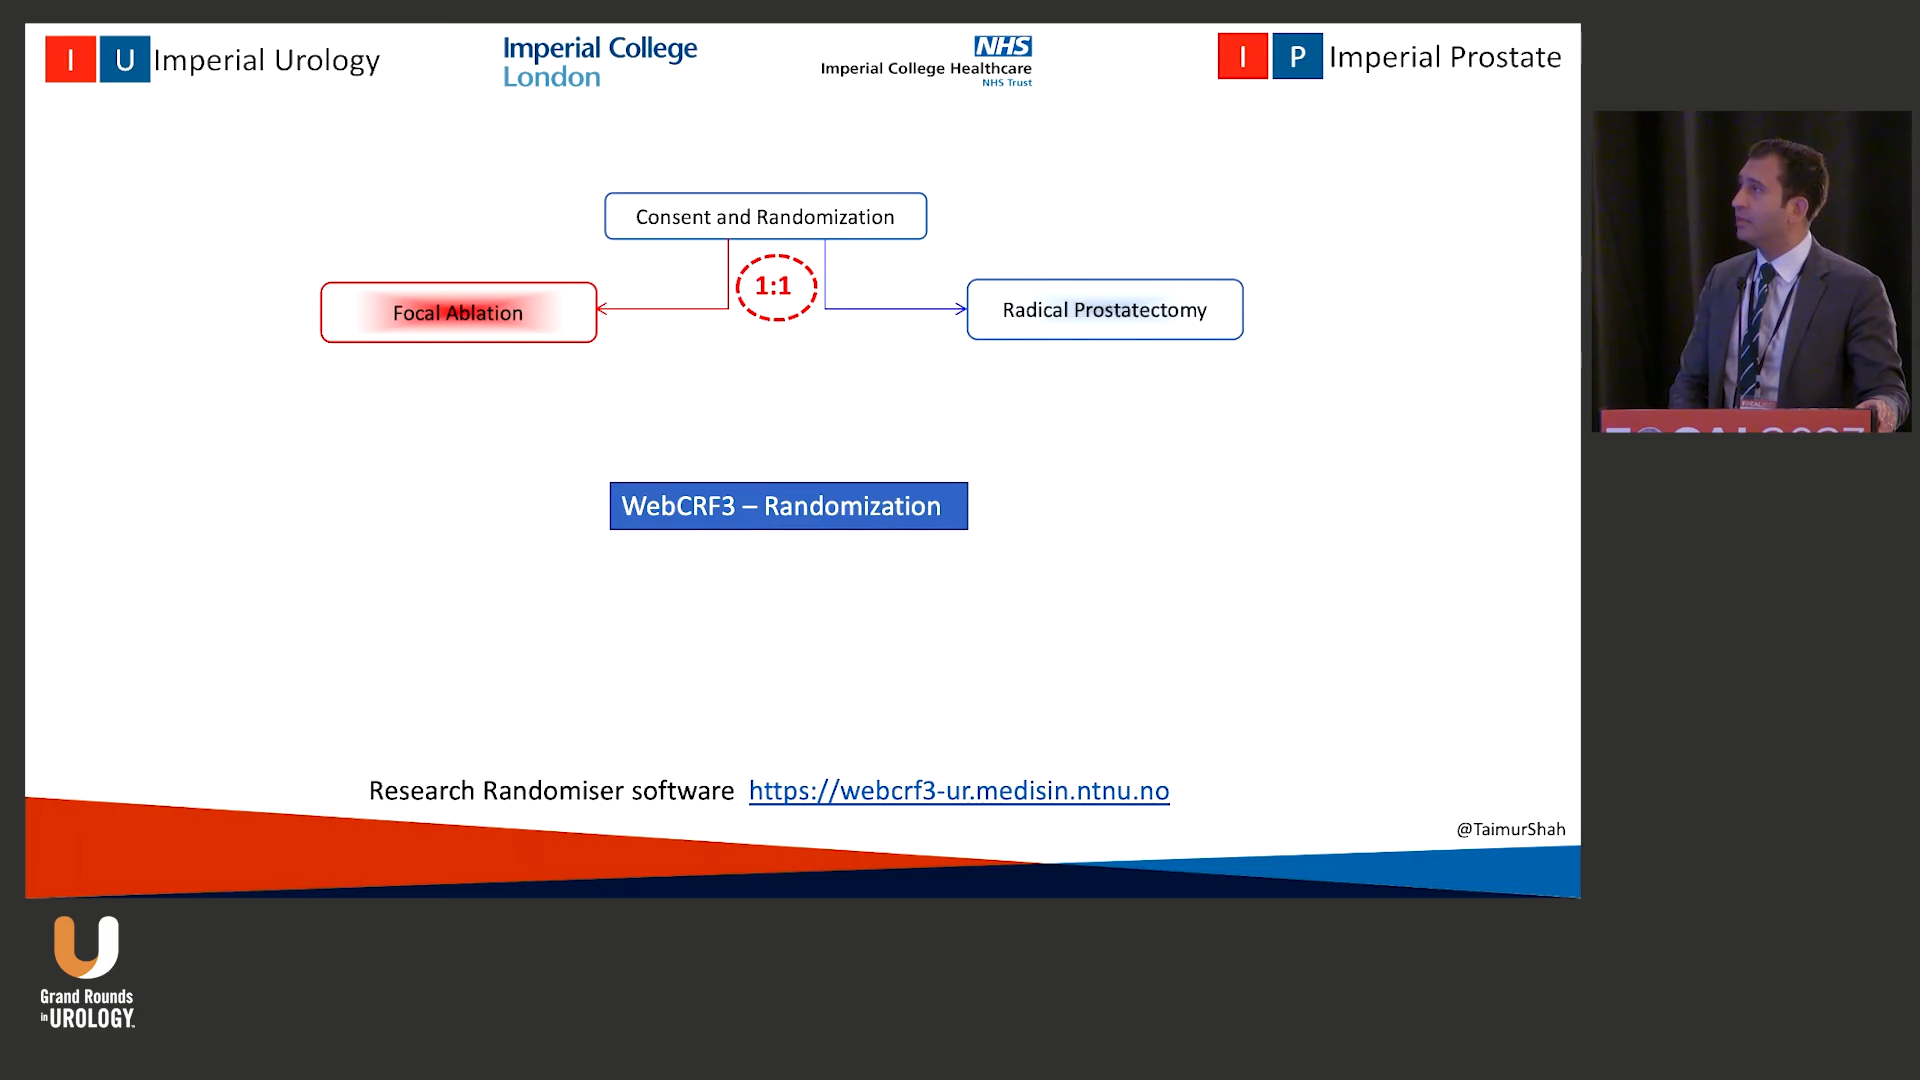 I U Imperial Urology
Imperial College
London
NHS
Imperial College Healthcare
NHS Trust
I P Imperial Prostate
Consent and Randomization
1:1
Focal Ablation
Radical Prostatectomy
WebCRF3 – Randomization
Research Randomiser software https://webcrf3-ur.medisin.ntnu.no
@TaimurShah
Grand Rounds
in UROLOGY